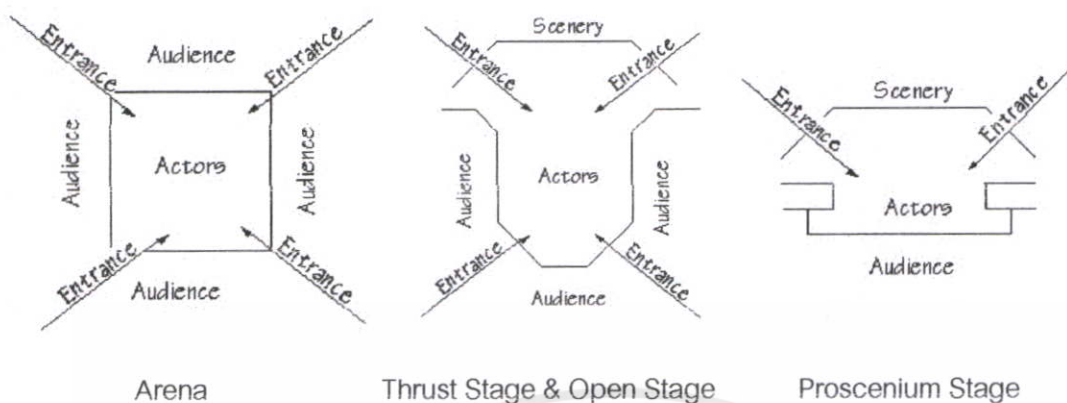 Entrance
Audience
Entrance
Audience
Actors
Audience
Entrance
Audience
Entrance
Arena
Scenery
Entrance
Entrance
Audience
Actors
Audience
Entrance
Audience
Entrance
Thrust Stage & Open Stage
Scenery
Entrance
Entrance
Actors
Audience
Proscenium Stage